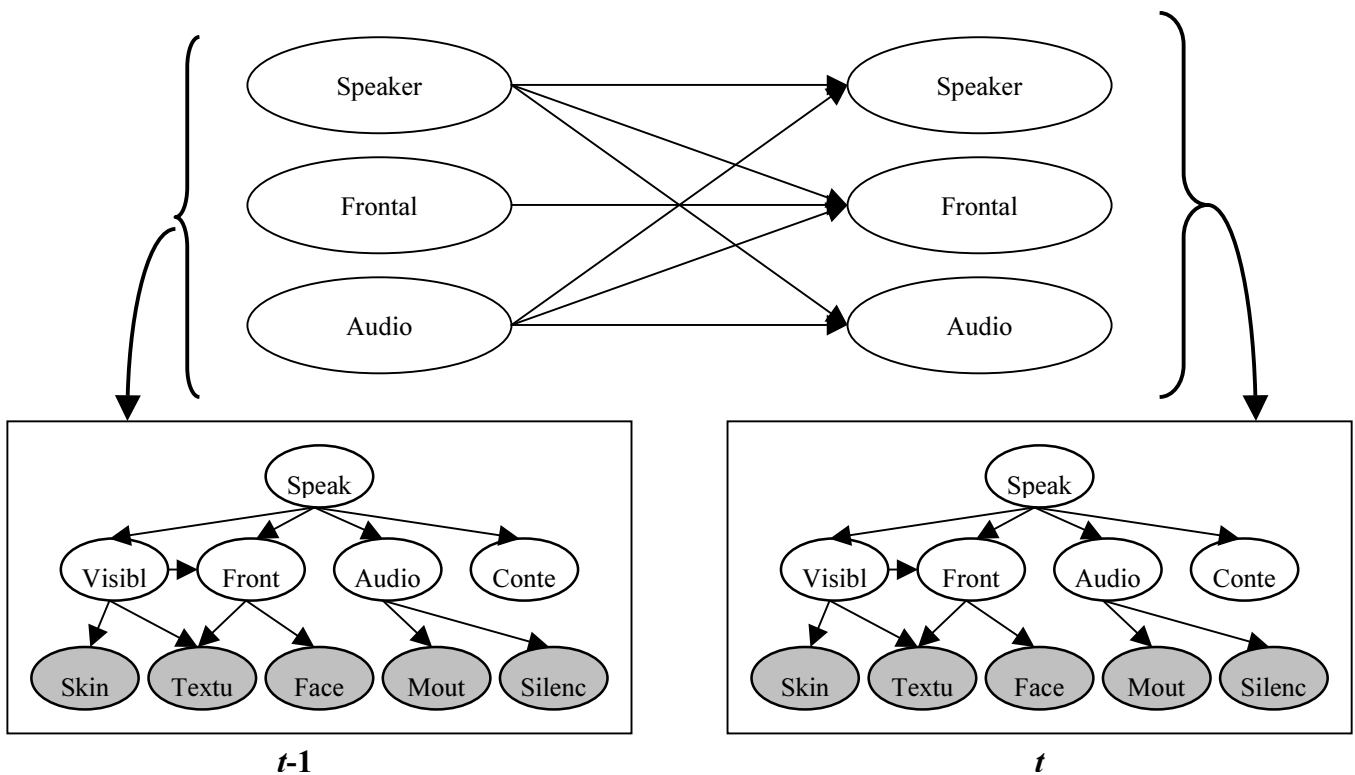 Speaker Speaker
Frontal Frontal
Audio Audio
Speak Speak
Visibl Front Audio Conte Visibl Front Audio Conte
Skin Textu Face Mout Silenc Skin Textu Face Mout Silenc
t-1 t